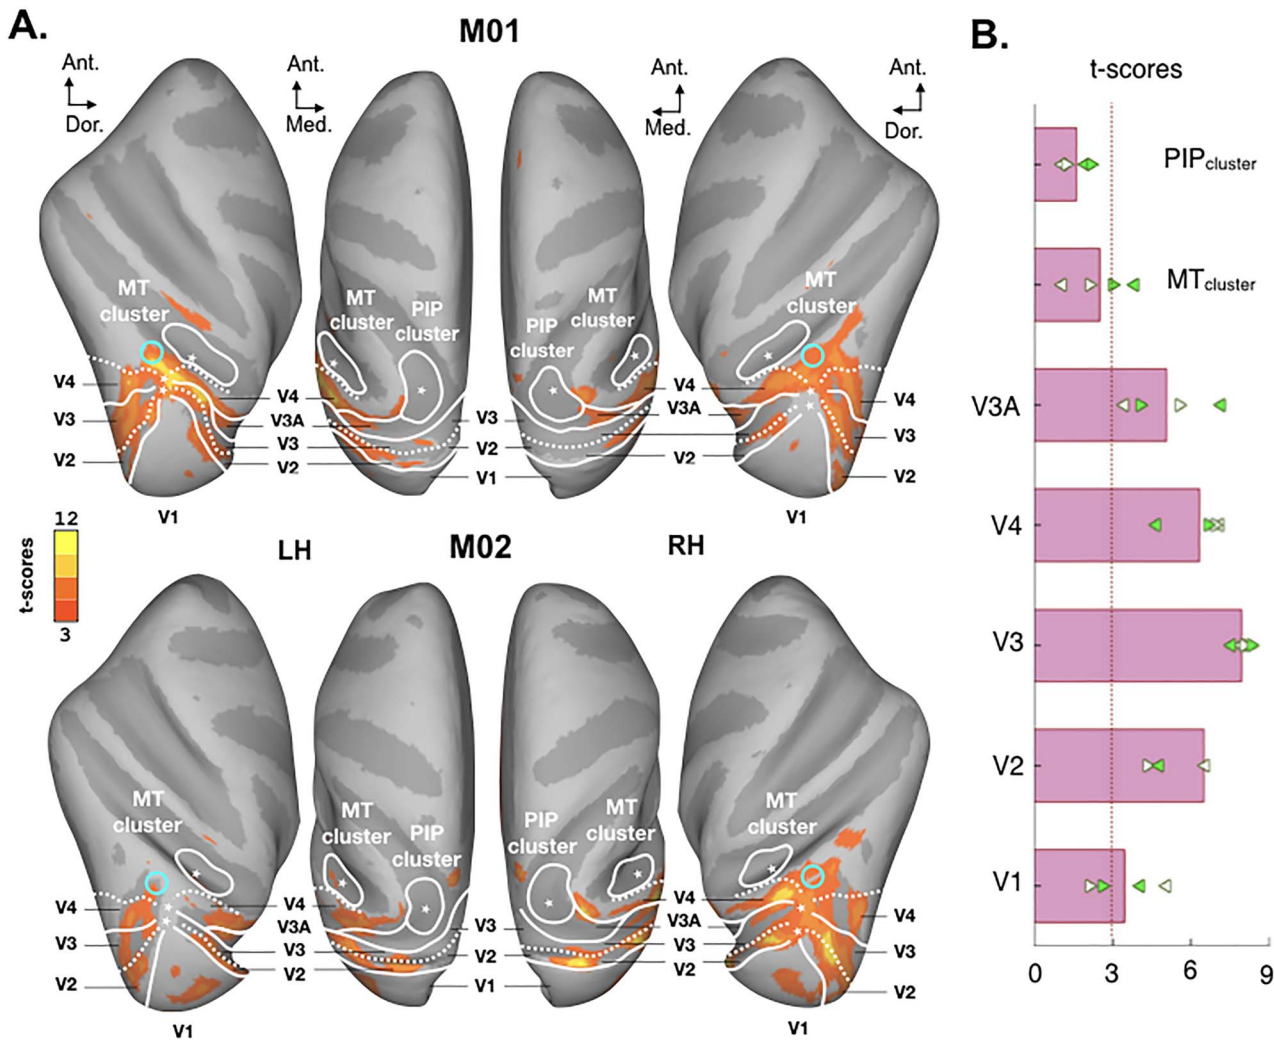 A.
M01
B.
Ant.
Dor.
Ant.
Med.
Ant.
Med.
Ant.
Dor.
MT
cluster
MT
cluster
PIP
cluster
PIP
cluster
MT
cluster
MT
cluster
V4
V3
V2
V1
V4
V3A
V3
V2
V3
V2
V1
V4
V3A
V2
V4
V3
V2
V1
12
t-scores
3
LH
M02
RH
MT
cluster
MT
cluster
PIP
cluster
PIP
cluster
MT
cluster
MT
cluster
V4
V3
V2
V1
V4
V3A
V3
V2
V3
V2
V1
V4
V3A
V3
V2
V4
V3
V2
V1
t-scores
PIPcluster
MTcluster
V3A
V4
V3
V2
V1
0 3 6 9